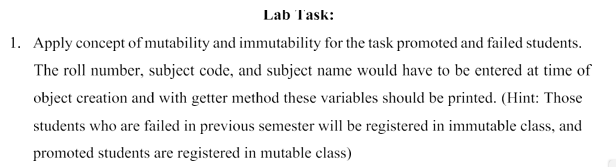 Lab Task:
1. Apply concept of mutability and immutability for the task promoted and failed students.
The roll number, subject code, and subject name would have to be entered at time of
object creation and with getter method these variables should be printed. (Hint: Those
students who are failed in previous semester will be registered in immutable class, and
promoted students are registered in mutable class)